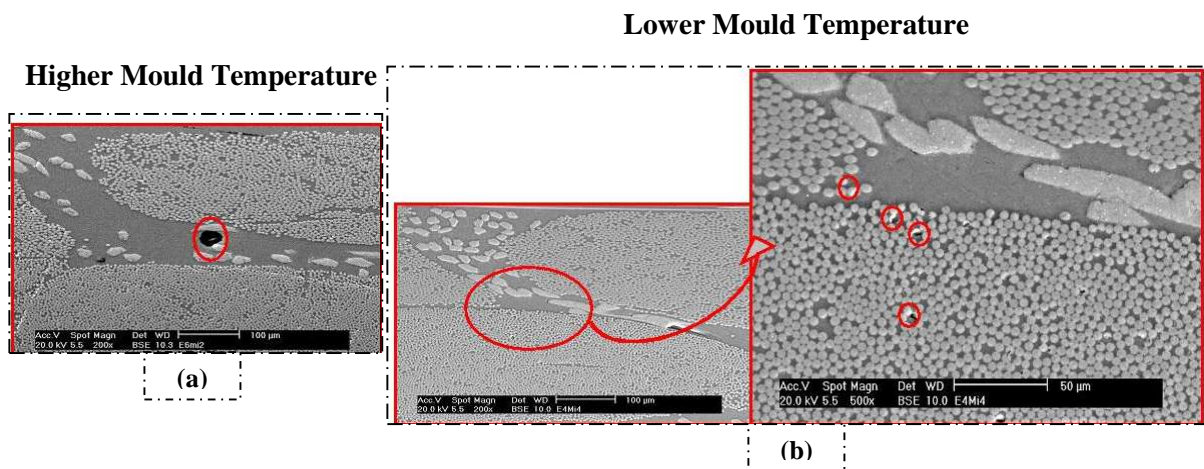 Lower Mould Temperature
Higher Mould Temperature
Acc.V Spot Magn Det WD 100 µm
20.0 kV 5.5 200x BSE 10.3 E6mi2
(a)
Acc.V Spot Magn Det WD 100 µm
20.0 kV 5.5 200x BSE 10.0 E4Mi4
Acc.V Spot Magn Det WD 50 µm
20.0 kV 5.5 500x BSE 10.0 E4Mi4
(b)